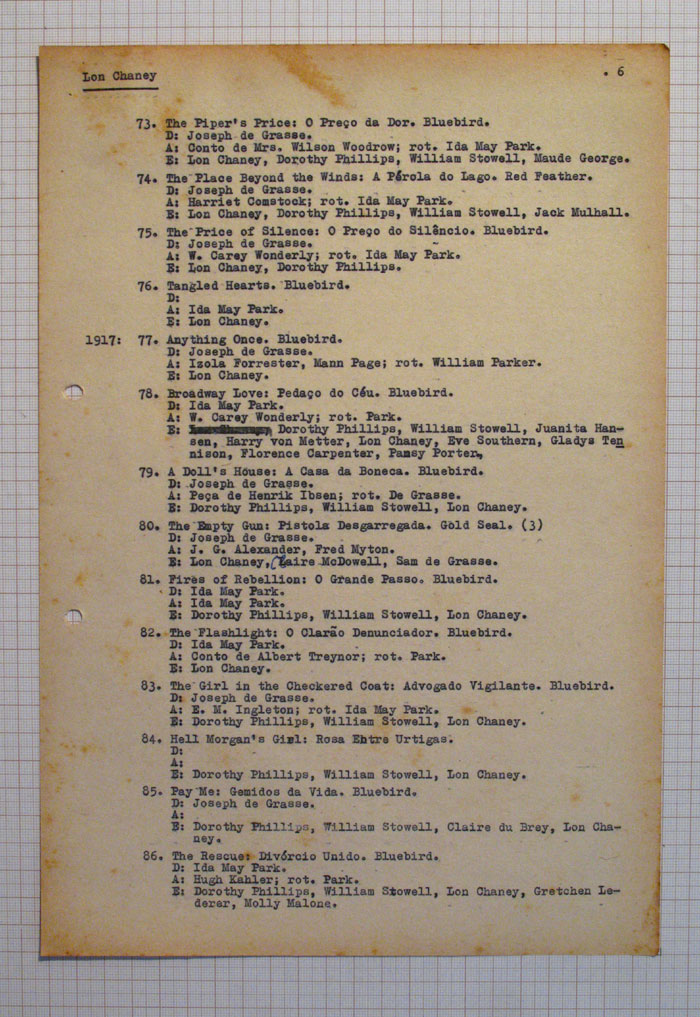 Lon Chaney
. 6
73. The Piper's Price: O Preço da Dor. Bluebird.
D: Joseph de Grasse.
A: Conto de Mrs. Wilson Woodrow; rot. Ida May Park.
E: Lon Chaney, Dorothy Phillips, William Stowell, Maude George.
74. The Place Beyond the Winds: A Pérola do Lago. Red Feather.
D: Joseph de Grasse.
A: Harriet Comstock; rot. Ida May Park.
E: Lon Chaney, Dorothy Phillips, William Stowell, Jack Mulhall.
75. The Price of Silence: O Preço do Silêncio. Bluebird.
D: Joseph de Grasse.
A: W. Carey Wonderly; rot. Ida May Park.
E: Lon Chaney, Dorothy Phillips.
76. Tangled Hearts. Bluebird.
D:
A: Ida May Park.
E: Lon Chaney.
1917: 77. Anything Once. Bluebird.
D: Joseph de Grasse.
A: Izola Forrester, Mann Page; rot. William Parker.
E: Lon Chaney.
78. Broadway Love: Pedaço do Céu. Bluebird.
D: Ida May Park.
A: W. Carey Wonderly; rot. Park.
E: Dorothy Phillips, William Stowell, Juanita Han-
sen, Harry von Metter, Lon Chaney, Eve Southern, Gladys Ten
nison, Florence Carpenter, Pansy Porter,
79. A Doll's House: A Casa da Boneca. Bluebird.
D: Joseph de Grasse.
A: Peça de Henrik Ibsen; rot. De Grasse.
E: Dorothy Phillips, William Stowell, Lon Chaney.
80. The Empty Gun: Pistola Desgarregada. Gold Seal. (3)
D: Joseph de Grasse.
A: J. G. Alexander, Fred Myton.
E: Lon Chaney, Claire McDowell, Sam de Grasse.
81. Fires of Rebellion: O Grande Passo. Bluebird.
D: Ida May Park.
A: Ida May Park.
E: Dorothy Phillips, William Stowell, Lon Chaney.
82. The Flashlight: O Clarão Denunciador. Bluebird.
D: Ida May Park.
A: Conto de Albert Treynor; rot. Park.
E: Lon Chaney.
83. The Girl in the Checkered Coat: Advogado Vigilante. Bluebird.
D: Joseph de Grasse.
A: E. M. Ingleton; rot. Ida May Park.
E: Dorothy Phillips, William Stowell, Lon Chaney.
84. Hell Morgan's Girl: Rosa Entre Urtigas.
D:
A:
E: Dorothy Phillips, William Stowell, Lon Chaney.
85. Pay Me: Gemidos da Vida. Bluebird.
D: Joseph de Grasse.
A:
E: Dorothy Phillips, William Stowell, Claire du Brey, Lon Cha-
ney.
86. The Rescue: Divórcio Unido. Bluebird.
D: Ida May Park.
A: Hugh Kahler; rot. Park.
E: Dorothy Phillips, William Stowell, Lon Chaney, Gretchen Le-
derer, Molly Malone.